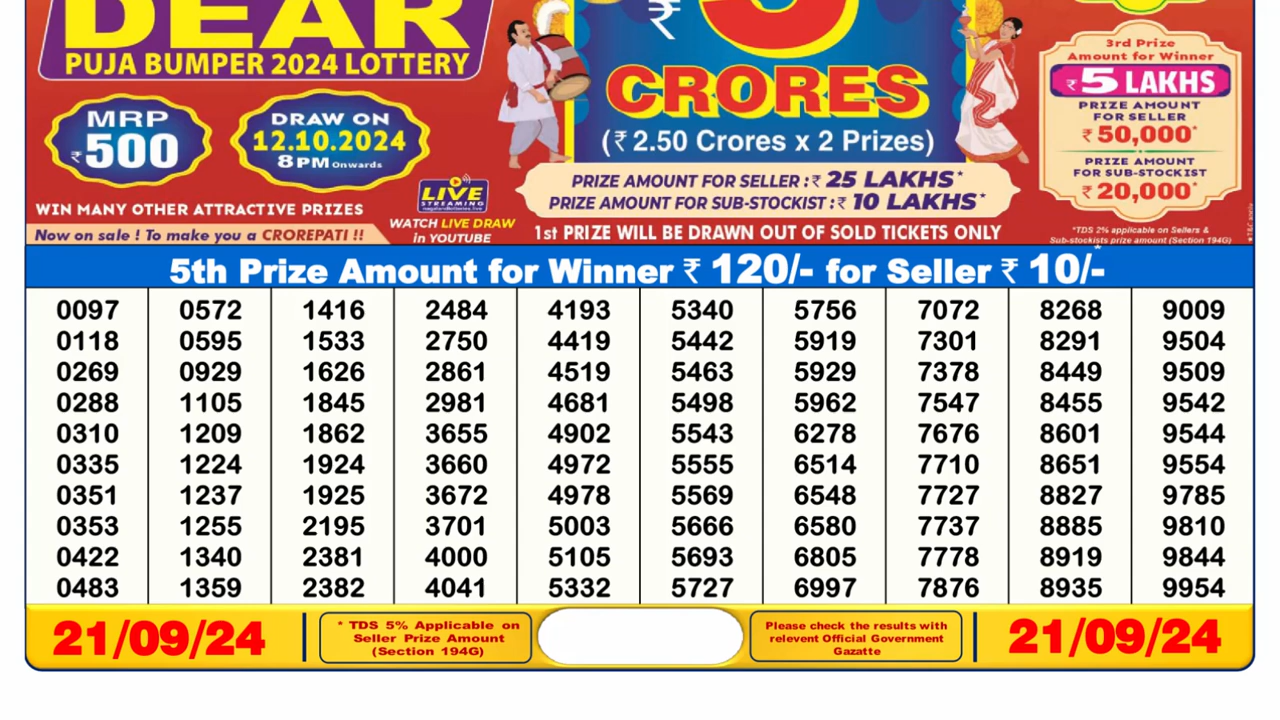 DEAR
PUJA BUMPER 2024 LOTTERY
MRP
₹500
DRAW ON
12.10.2024
8PM Onwards
WIN MANY OTHER ATTRACTIVE PRIZES
Now on sale ! To make you a CROREPATI !!
LIVE
STREAMING
WATCH LIVE DRAW
in YOUTUBE
₹ 5
CRORES
(₹ 2.50 Crores x 2 Prizes)
PRIZE AMOUNT FOR SELLER :₹ 25 LAKHS*
PRIZE AMOUNT FOR SUB-STOCKIST :₹ 10 LAKHS*
1st PRIZE WILL BE DRAWN OUT OF SOLD TICKETS ONLY
3rd Prize
Amount for Winner
₹5 LAKHS
PRIZE AMOUNT
FOR SELLER
₹ 50,000*
PRIZE AMOUNT
FOR SUB-STOCKIST
₹ 20,000*
*TDS 2% applicable on Sellers &
Sub-stockists prize amount (Section 194G)
5th Prize Amount for Winner ₹ 120/- for Seller ₹ 10/-*
0097 0572 1416 2484 4193 5340 5756 7072 8268 9009
0118 0595 1533 2750 4419 5442 5919 7301 8291 9504
0269 0929 1626 2861 4519 5463 5929 7378 8449 9509
0288 1105 1845 2981 4681 5498 5962 7547 8455 9542
0310 1209 1862 3655 4902 5543 6278 7676 8601 9544
0335 1224 1924 3660 4972 5555 6514 7710 8651 9554
0351 1237 1925 3672 4978 5569 6548 7727 8827 9785
0353 1255 2195 3701 5003 5666 6580 7737 8885 9810
0422 1340 2381 4000 5105 5693 6805 7778 8919 9844
0483 1359 2382 4041 5332 5727 6997 7876 8935 9954
21/09/24
* TDS 5% Applicable on
Seller Prize Amount
(Section 194G)
Please check the results with
relevent Official Government
Gazatte
21/09/24